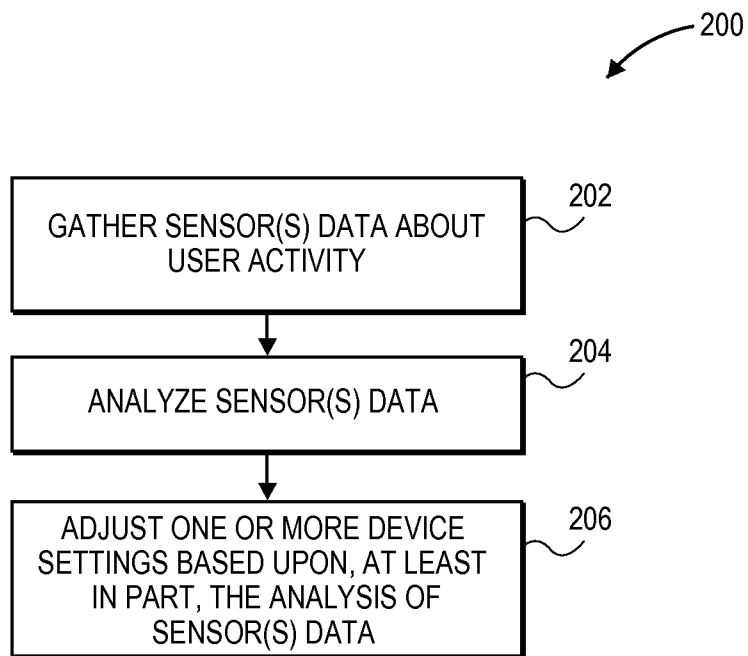 200
GATHER SENSOR(S) DATA ABOUT
USER ACTIVITY
202
ANALYZE SENSOR(S) DATA
204
ADJUST ONE OR MORE DEVICE
SETTINGS BASED UPON, AT LEAST
IN PART, THE ANALYSIS OF
SENSOR(S) DATA
206